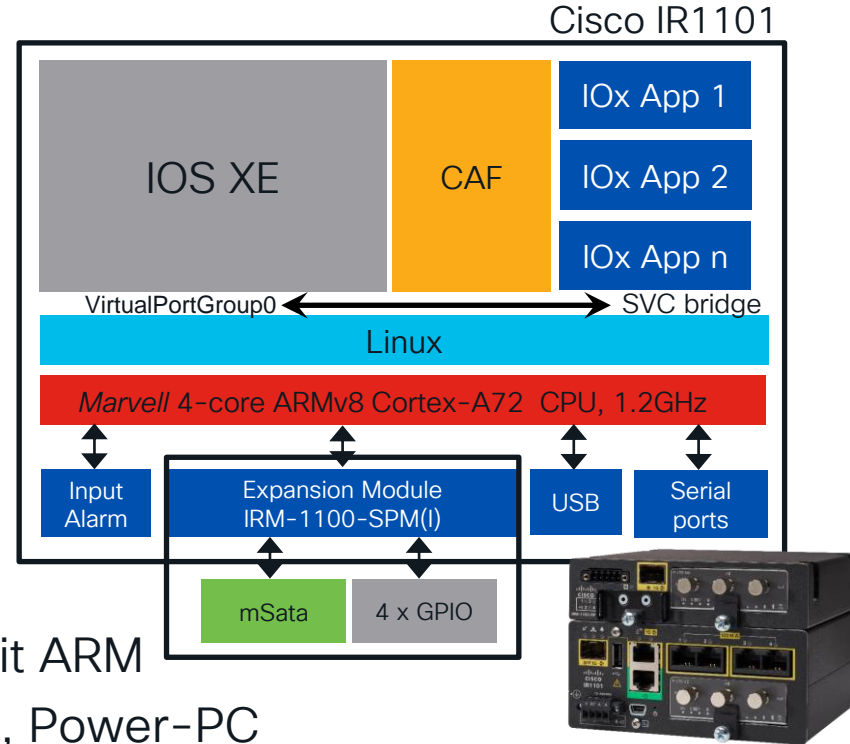 Cisco IR1101
IOS XE
CAF
IOx App 1
IOx App 2
IOx App n
VirtualPortGroup0
SVC bridge
Linux
Marvell 4-core ARMv8 Cortex-A72 CPU, 1.2GHz
Input
Alarm
Expansion Module
IRM-1100-SPM(I)
USB
Serial
ports
mSata
4 x GPIO
it ARM
, Power-PC
CISCO
IR1101